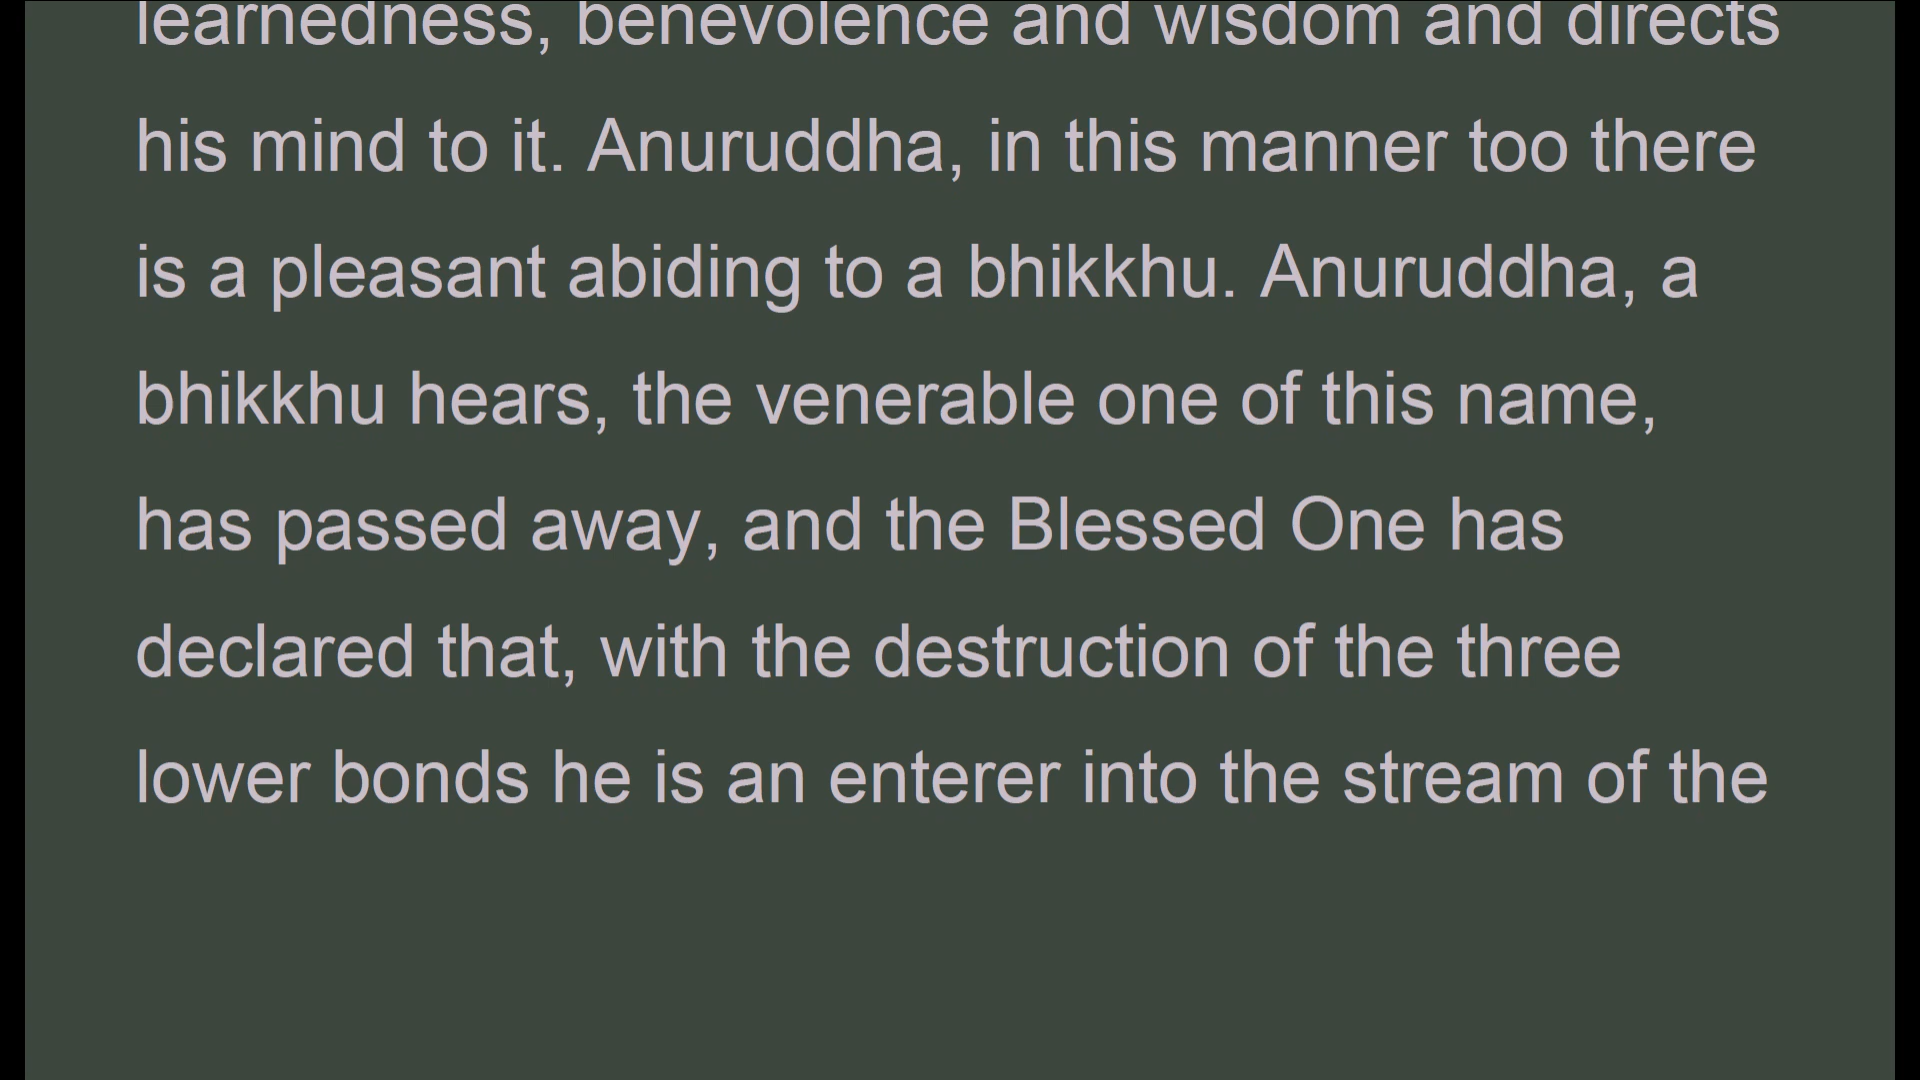 learnedness, benevolence and wisdom and directs
his mind to it. Anuruddha, in this manner too there
is a pleasant abiding to a bhikkhu. Anuruddha, a
bhikkhu hears, the venerable one of this name,
has passed away, and the Blessed One has
declared that, with the destruction of the three
lower bonds he is an enterer into the stream of the